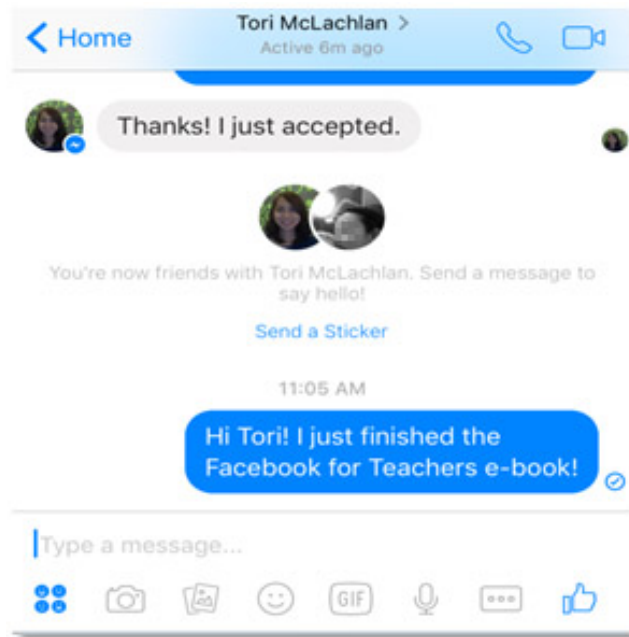 Home
Tori McLachlan >
Active 6m ago
Thanks! I just accepted.
You're now friends with Tori McLachlan. Send a message to
say hello!
Send a Sticker
11:05 AM
Hi Tori! I just finished the
Facebook for Teachers e-book!
Type a message...
GIF